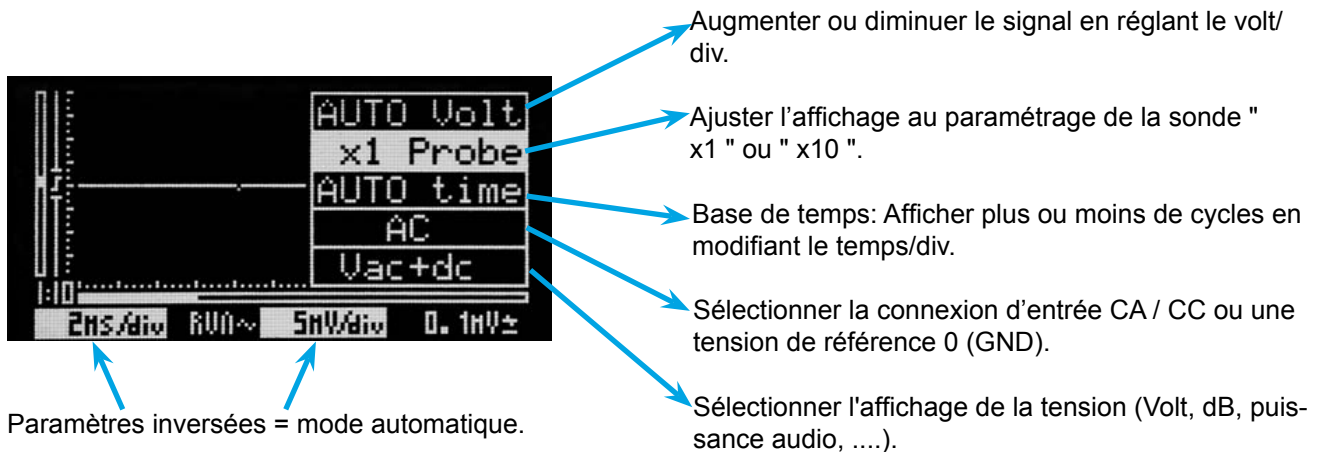 Augmenter ou diminuer le signal en réglant le volt/
div.
AUTO Volt
x1 Probe
AUTO time
AC
Vac+dc
Ajuster l'affichage au paramétrage de la sonde "
x1 " ou " x10 ".
Base de temps: Afficher plus ou moins de cycles en
modifiant le temps/div.
Sélectionner la connexion d'entrée CA / CC ou une
tension de référence 0 (GND).
Sélectionner l'affichage de la tension (Volt, dB, puis-
sance audio, ....).
1:1
2mS/div RUN~ 5mV/div 0.1mV±
Paramètres inversées = mode automatique.